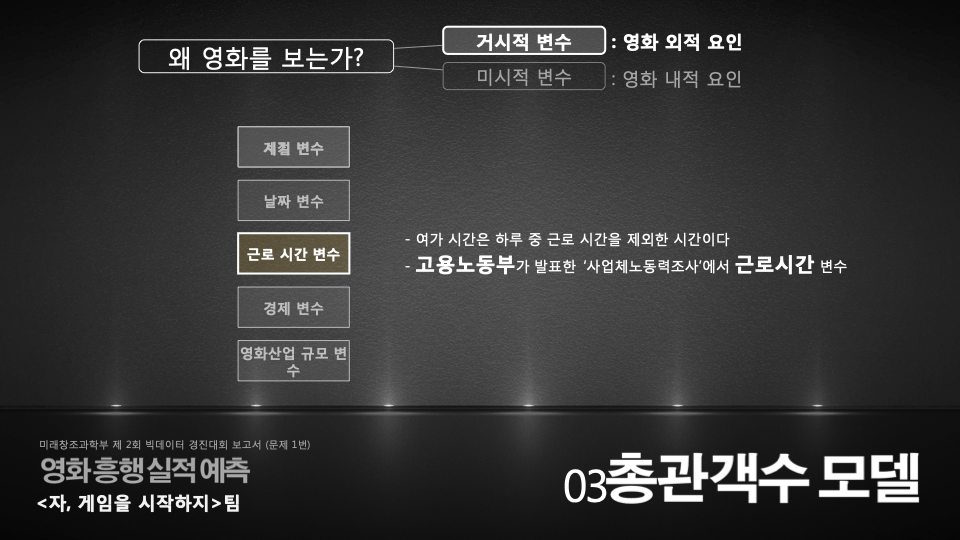 왜 영화를 보는가?
거시적 변수 : 영화 외적 요인
미시적 변수 : 영화 내적 요인
계절 변수
날짜 변수
근로 시간 변수
- 여가 시간은 하루 중 근로 시간을 제외한 시간이다
- 고용노동부가 발표한 ‘사업체노동력조사’에서 근로시간 변수
경제 변수
영화산업 규모 변
수
미래창조과학부 제 2회 빅데이터 경진대회 보고서 (문제 1번)
영화 흥행 실적 예측
<자, 게임을 시작하지>팀
03총관객수 모델